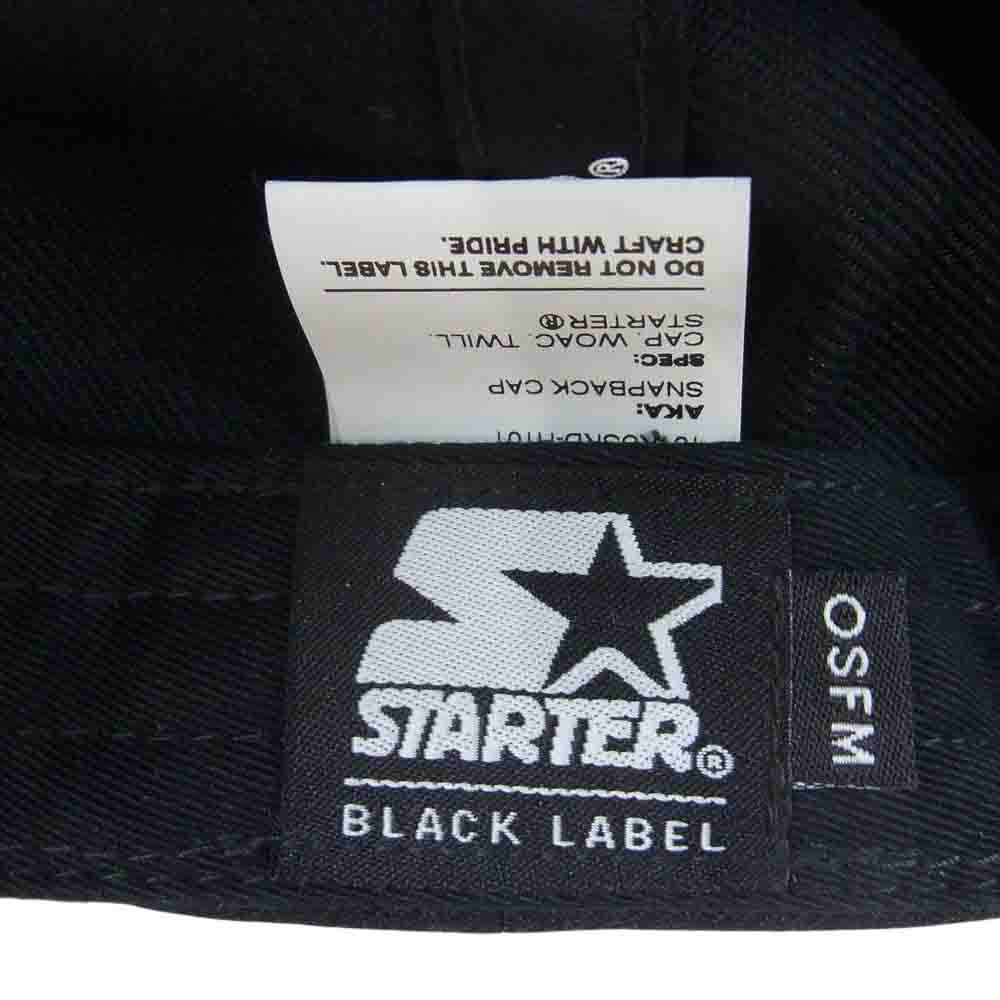 ®
AKA:
SNAPBACK CAP
SPEC:
CAP. WOAC. TWILL.
STARTER®
DO NOT REMOVE THIS LABEL.
CRAFT WITH PRIDE.
STARTER®
BLACK LABEL
OSFM